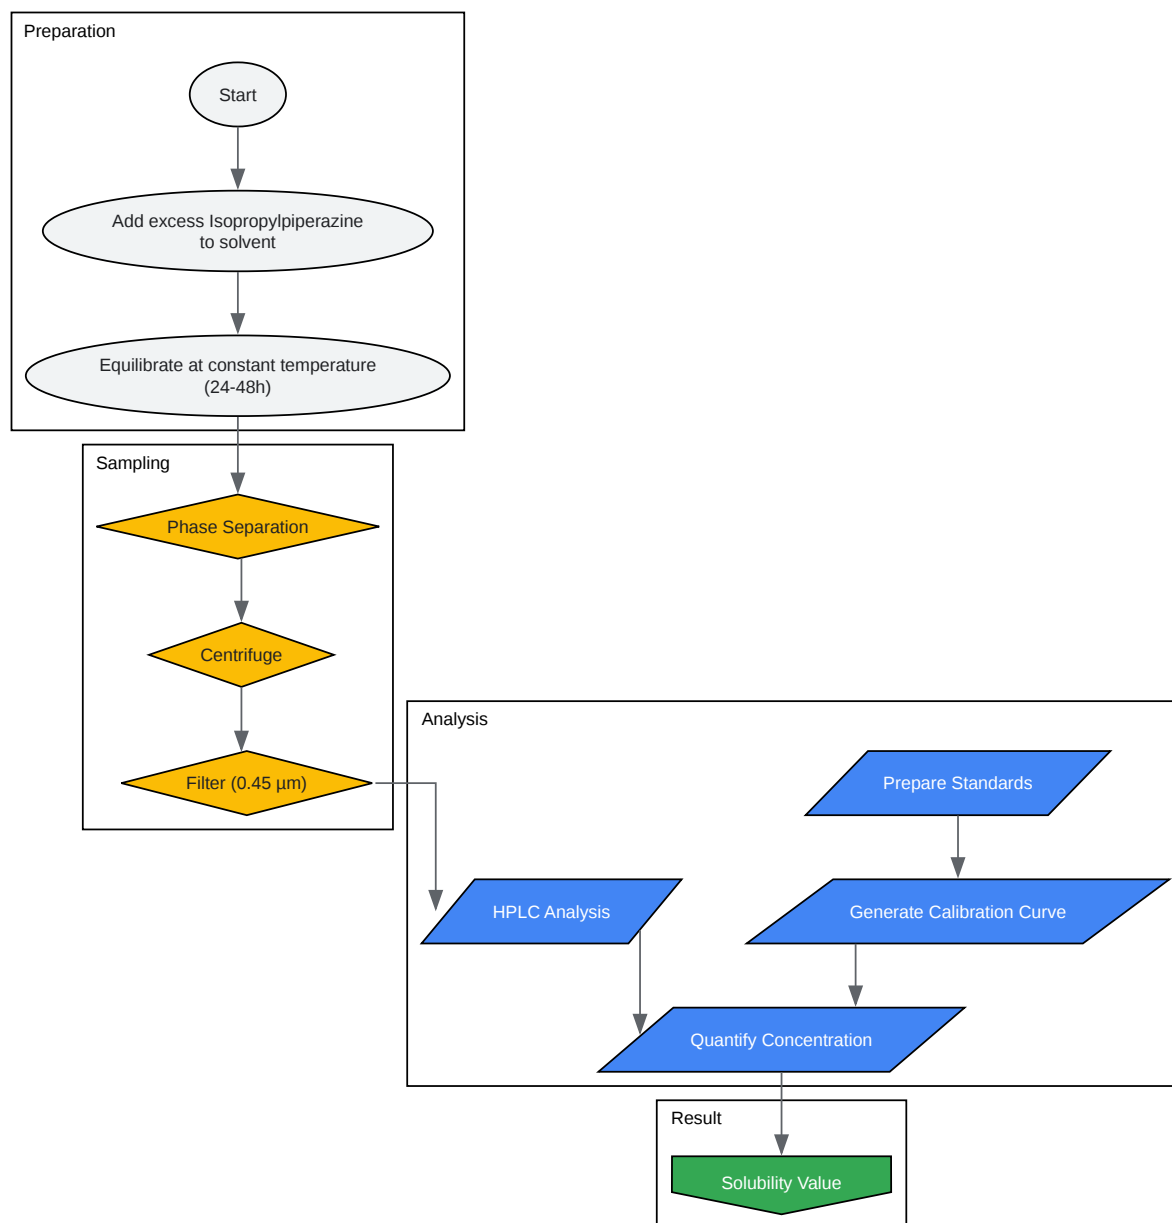 Preparation
Start
Add excess Isopropylpiperazine
to solvent
Equilibrate at constant temperature
(24-48h)
Sampling
Phase Separation
Centrifuge
Filter (0.45 µm)
Analysis
Prepare Standards
HPLC Analysis
Generate Calibration Curve
Quantify Concentration
Result
Solubility Value